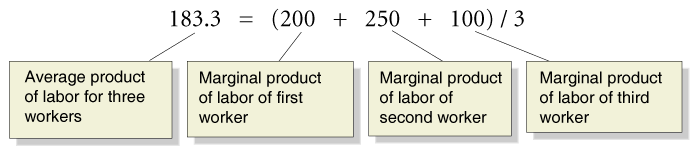 183.3 = (200 + 250 + 100) / 3
Average product
of labor for three
workers
Marginal product
of labor of first
worker
Marginal product
of labor of
second worker
Marginal product
of labor of third
worker